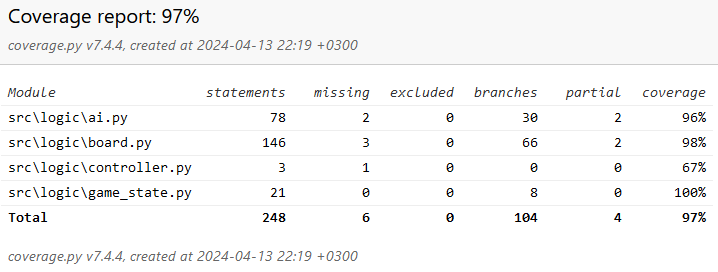 Coverage report: 97%
coverage.py v7.4.4, created at 2024-04-13 22:19 +0300
Module statements missing excluded branches partial coverage
src\logic\ai.py 78 2 0 30 2 96%
src\logic\board.py 146 3 0 66 2 98%
src\logic\controller.py 3 1 0 0 0 67%
src\logic\game_state.py 21 0 0 8 0 100%
Total 248 6 0 104 4 97%
coverage.py v7.4.4, created at 2024-04-13 22:19 +0300